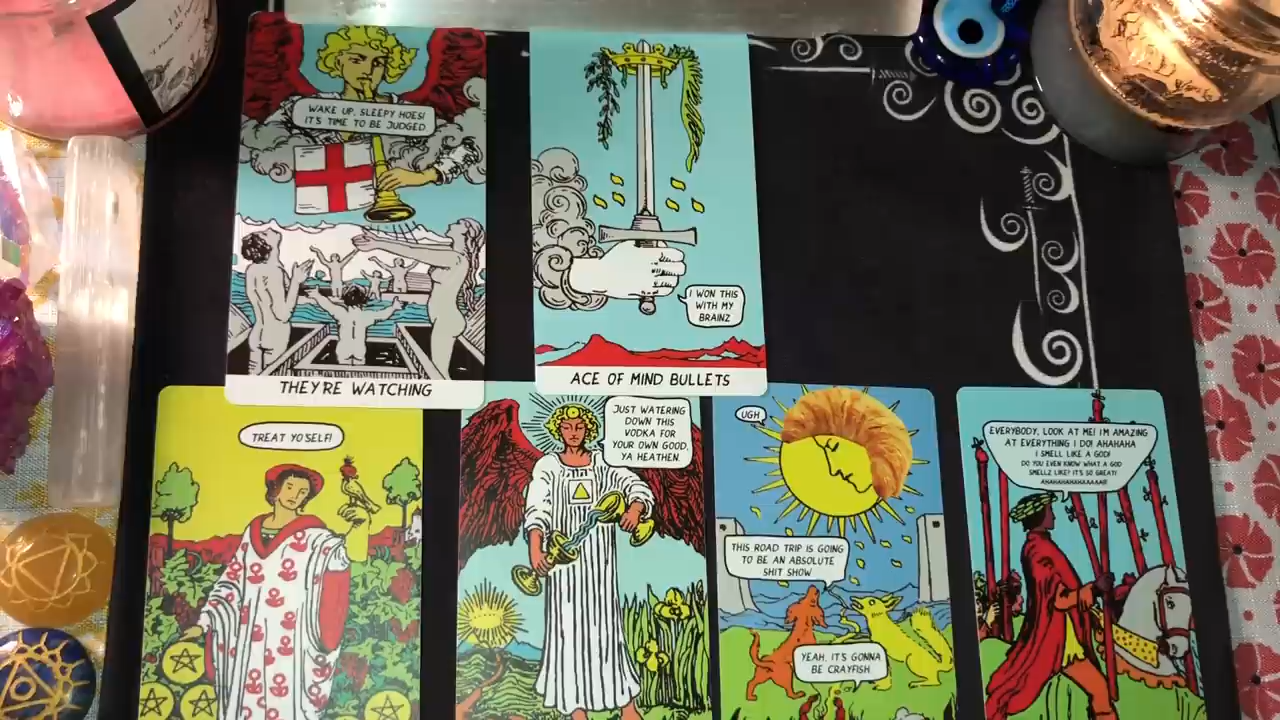 WAKE UP, SLEEPY HOES!
IT'S TIME TO BE JUDGED
THEY'RE WATCHING
I WON THIS
WITH MY
BRAINZ
ACE OF MIND BULLETS
TREAT YO SELF!
JUST WATERING
DOWN THIS
VODKA FOR
YOUR OWN GOOD,
YA HEATHEN.
UGH
THIS ROAD TRIP IS GOING
TO BE AN ABSOLUTE
SHIT SHOW
YEAH, IT'S GONNA
BE CRAYFISH
EVERYBODY, LOOK AT ME! I'M AMAZING
AT EVERYTHING I DO! AHAHAHA
I SMELL LIKE A GOD!
DO YOU EVEN KNOW WHAT A GOD
SMELLZ LIKE? IT'S SO GREAT!